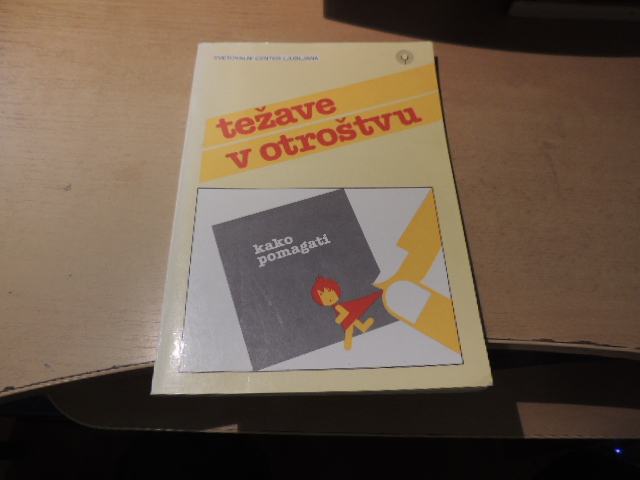 SVETOVALNI CENTER LJUBLJANA
težave
v otroštvu
kako
pomagati